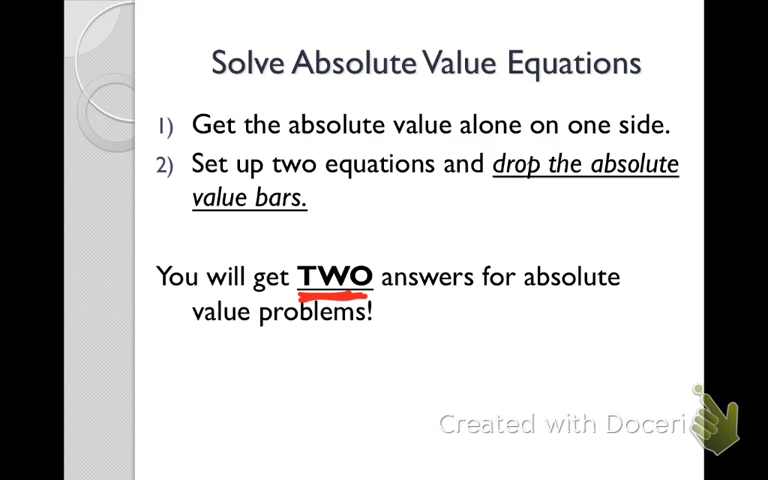 Solve Absolute Value Equations
1) Get the absolute value alone on one side.
2) Set up two equations and drop the absolute
value bars.
You will get TWO answers for absolute
value problems!
Created with Doceri